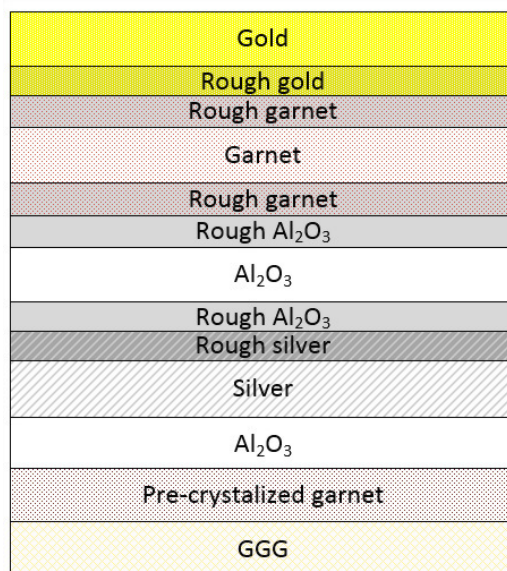 Gold
Rough gold
Rough garnet
Garnet
Rough garnet
Rough Al₂O₃
Al₂O₃
Rough Al₂O₃
Rough silver
Silver
Al₂O₃
Pre-crystalized garnet
GGG